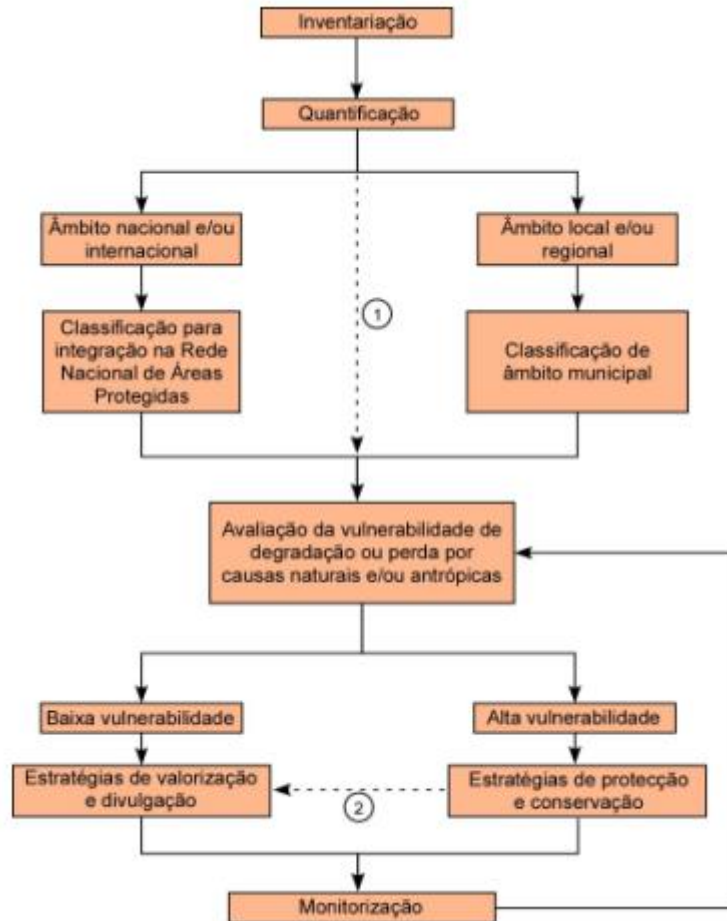 Inventariação
Quantificação
Âmbito nacional e/ou
internacional
Âmbito local e/ou
regional
1
Classificação para
integração na Rede
Nacional de Áreas
Protegidas
Classificação de
âmbito municipal
Avaliação da vulnerabilidade de
degradação ou perda por
causas naturais e/ou antrópicas
Baixa vulnerabilidade
Alta vulnerabilidade
Estratégias de valorização
e divulgação
2
Estratégias de protecção
e conservação
Monitorização